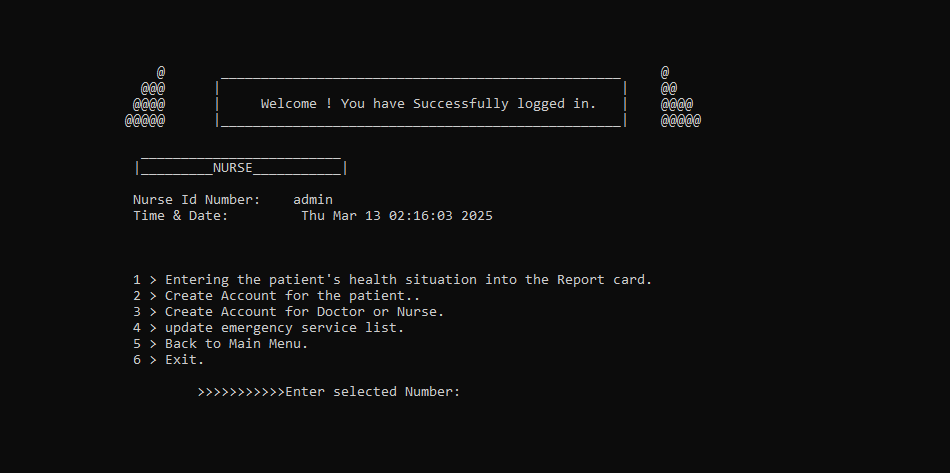 @ __________________________________________________ @
@@@ | | @@
@@@@ | Welcome ! You have Successfully logged in. | @@@@
@@@@@ |__________________________________________________| @@@@@
_________________________
|_________NURSE___________|
Nurse Id Number: admin
Time & Date: Thu Mar 13 02:16:03 2025
1 > Entering the patient's health situation into the Report card.
2 > Create Account for the patient..
3 > Create Account for Doctor or Nurse.
4 > update emergency service list.
5 > Back to Main Menu.
6 > Exit.
>>>>>>>>>>>Enter selected Number: